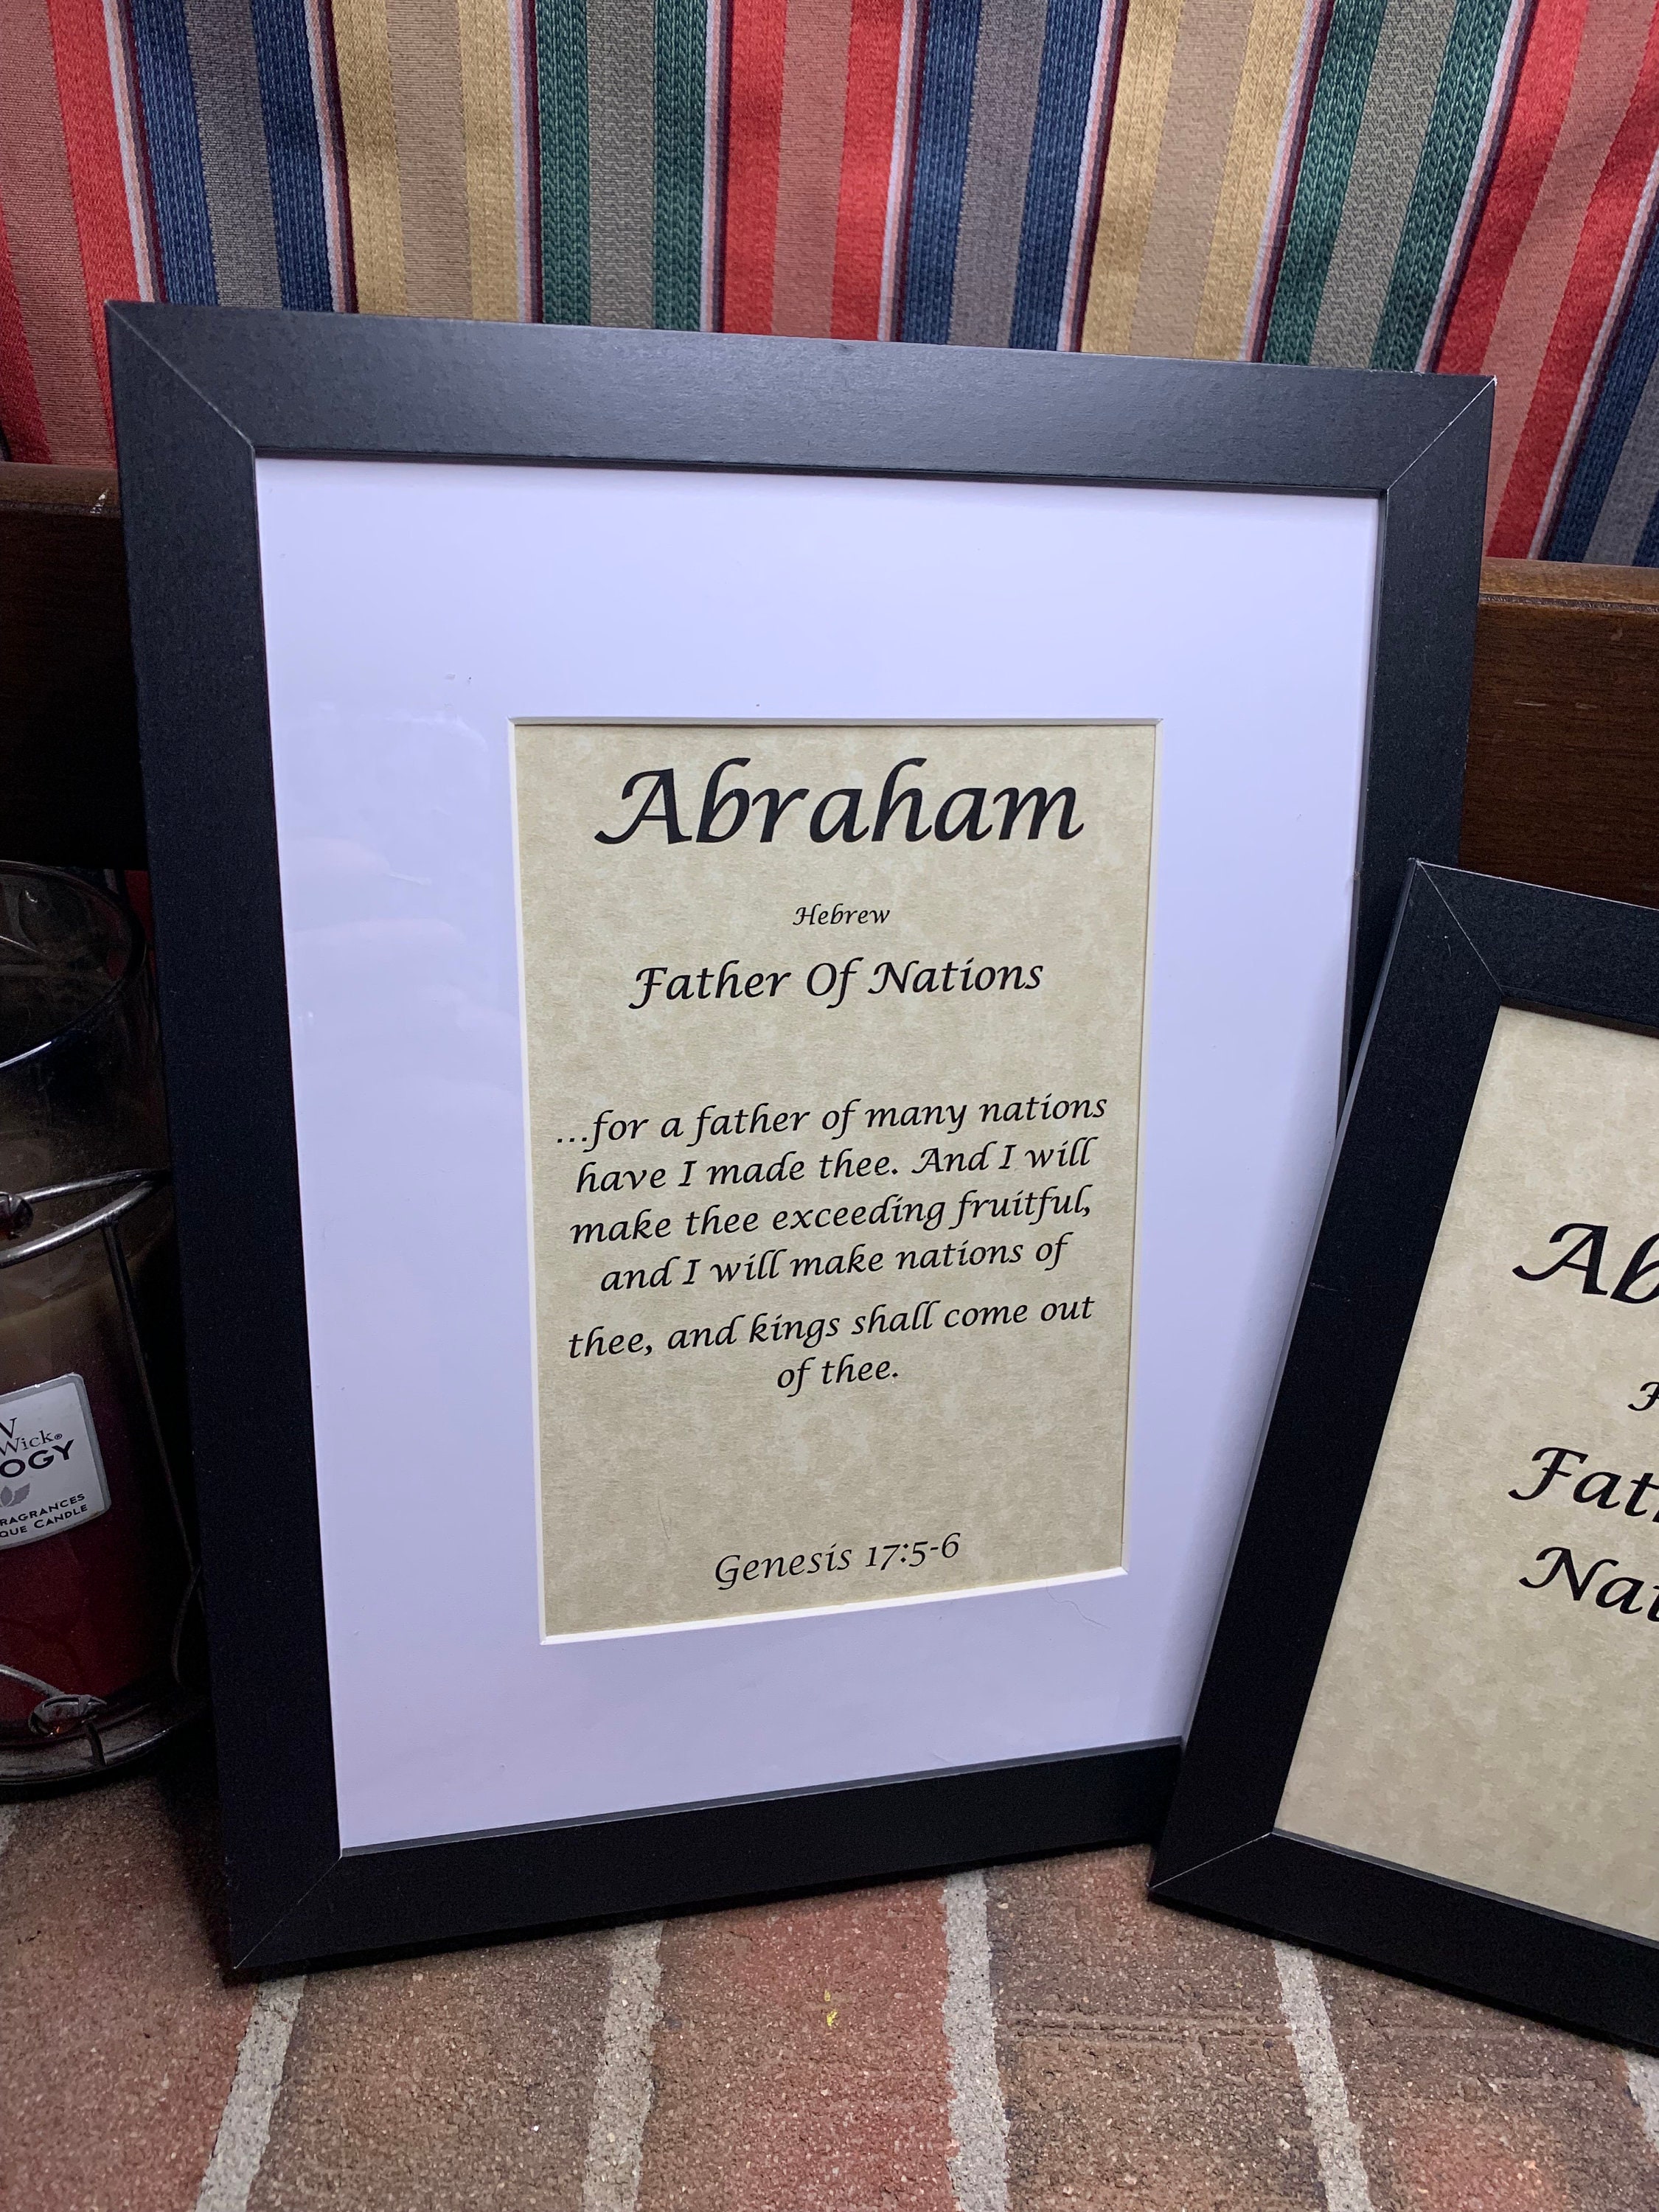 Abraham
Hebrew
Father Of Nations
...for a father of many nations
have I made thee. And I will
make thee exceeding fruitful,
and I will make nations of
thee, and kings shall come out
of thee.
Genesis 17:5-6
Wick®
OGY
RAGRANCES
QUE CANDLE
Ab
Fat
Na